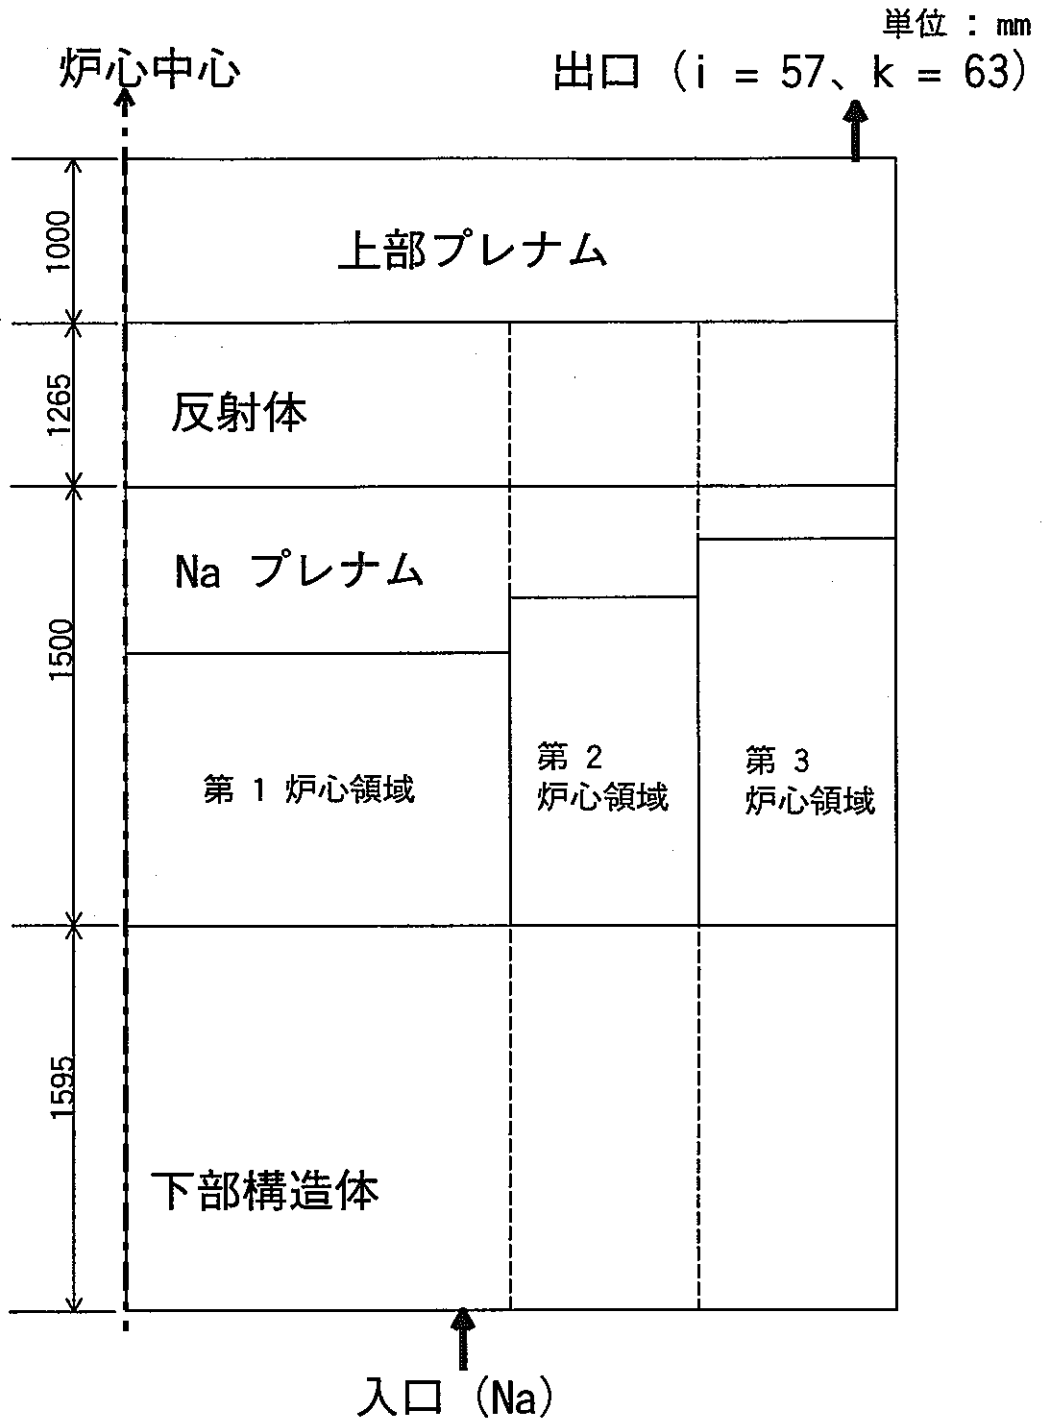 単位 : mm
炉心中心
出口 (i = 57、k = 63)
1000
上部プレナム
1265
反射体
1500
Na プレナム
第 1 炉心領域
第 2
炉心領域
第 3
炉心領域
1595
下部構造体
入口 (Na)